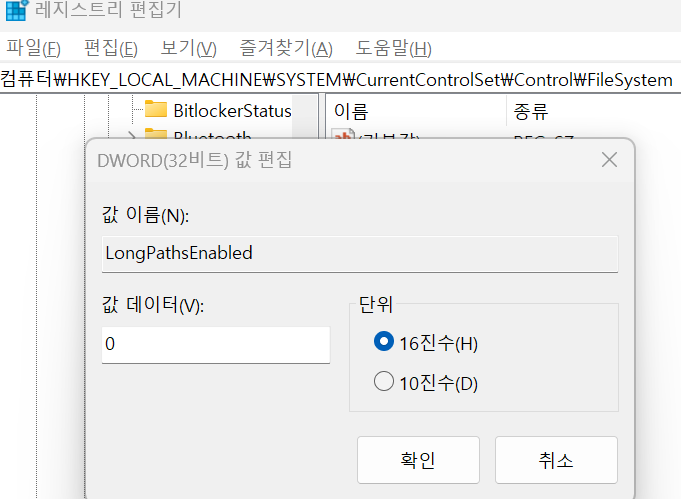 레지스트리 편집기
파일(F) 편집(E) 보기(V) 즐겨찾기(A) 도움말(H)
컴퓨터₩HKEY_LOCAL_MACHINE₩SYSTEM₩CurrentControlSet₩Control₩FileSystem
BitlockerStatus 이름 종류
Bluetooth (기본값) REG_SZ
DWORD(32비트) 값 편집
값 이름(N):
LongPathsEnabled
값 데이터(V): 단위
0 16진수(H)
10진수(D)
확인 취소